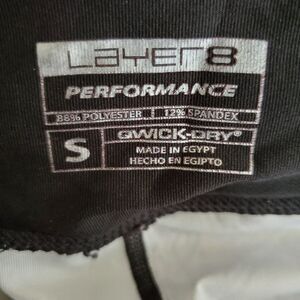 LAYER8
PERFORMANCE
88% POLYESTER | 12% SPANDEX
S
QWICK-DRY®
MADE IN EGYPT
HECHO EN EGIPTO